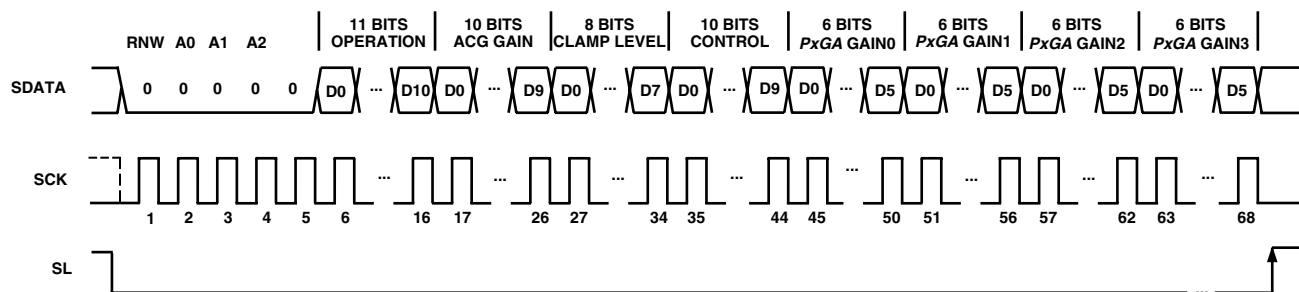 11 BITS OPERATION
10 BITS ACG GAIN
8 BITS CLAMP LEVEL
10 BITS CONTROL
6 BITS PxGA GAIN0
6 BITS PxGA GAIN1
6 BITS PxGA GAIN2
6 BITS PxGA GAIN3
RNW A0 A1 A2
SDATA 0 0 0 0 0 D0 ... D10 D0 ... D9 D0 ... D7 D0 ... D9 D0 ... D5 D0 ... D5 D0 ... D5 D0 ... D5
SCK ... ... ... ... ... ... ... ...
1 2 3 4 5 6 16 17 26 27 34 35 44 45 50 51 56 57 62 63 68
SL